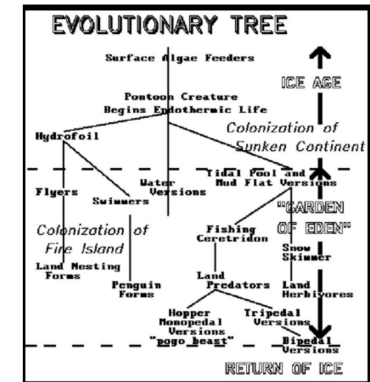 EVOLUTIONARY TREE
Surface Algae Feeders
ICE AGE
Pontoon Creature
Begins Endothermic Life
Colonization of
Sunken Continent
Hydrofoil
Tidal Pool and
Mud Flat Versions
Water
Versions
Flyers
Swimmers
"GARDEN
OF EDEN"
Colonization of
Fire Island
Fishing
Ceretridon
Snow
Skimmer
Land Nesting
Forms
Penguin
Forms
Land
Predators
Land
Herbivores
Hopper
Monopedal
Versions
"pogo beast"
Tripedal
Versions
Bipedal
Versions
RETURN OF ICE